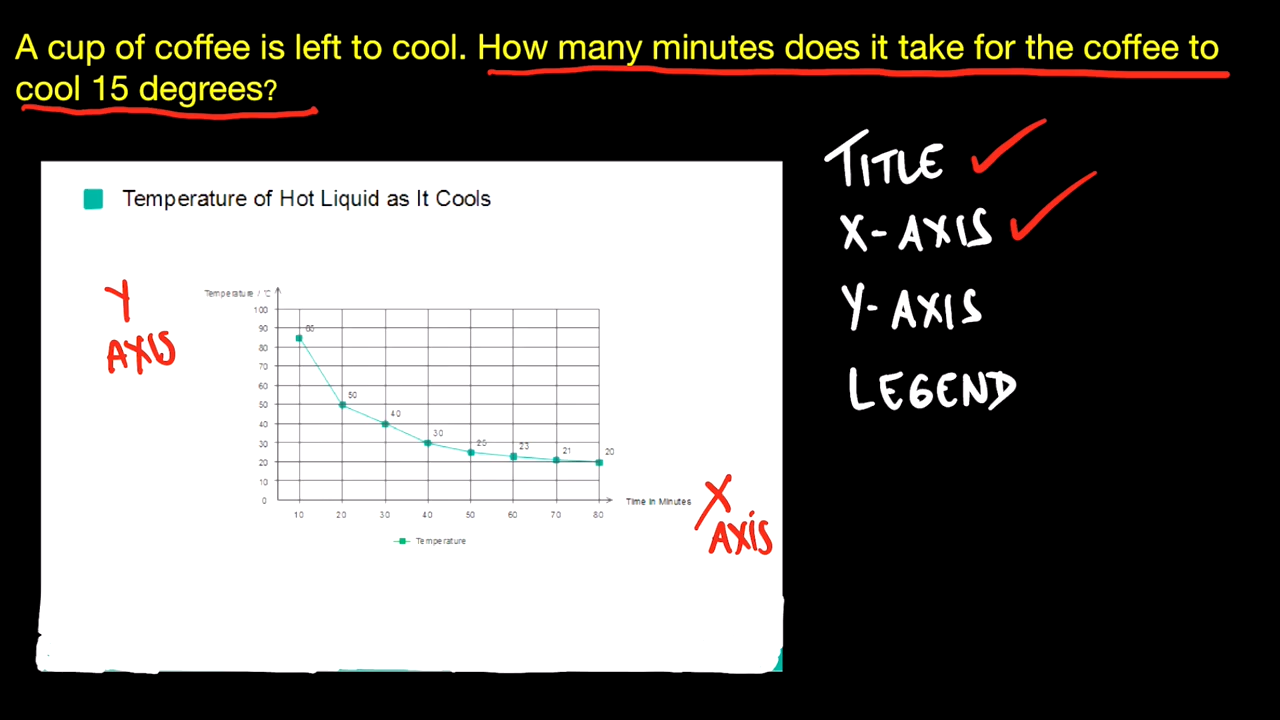 A cup of coffee is left to cool. How many minutes does it take for the coffee to
cool 15 degrees?
TITLE
X-AXIS
Y-AXIS
LEGEND
Temperature of Hot Liquid as It Cools
Y
AXIS
Temperature / °C
100
90
80
70
60
50
40
30
20
10
0
50
40
30
25
23
21
20
10 20 30 40 50 60 70 80
Time in Minutes
Temperature
X
AXIS